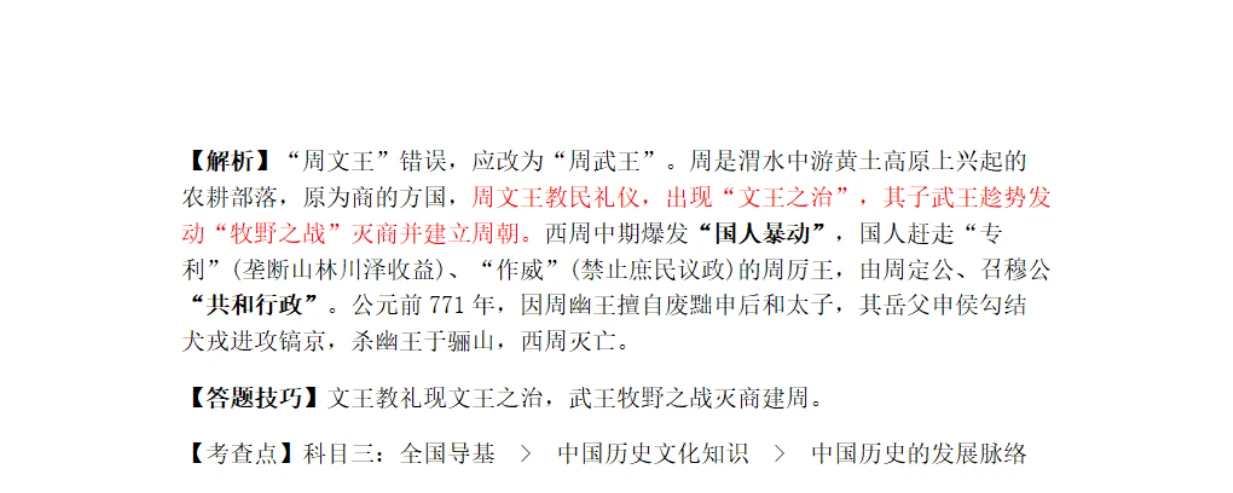 【解析】“周文王”错误，应改为“周武王”。周是渭水中游黄土高原上兴起的
农耕部落，原为商的方国，周文王教民礼仪，出现“文王之治”，其子武王趁势发
动“牧野之战”灭商并建立周朝。西周中期爆发“国人暴动”，国人赶走“专
利”(垄断山林川泽收益)、“作威”(禁止庶民议政)的周厉王，由周定公、召穆公
“共和行政”。公元前 771 年，因周幽王擅自废黜申后和太子，其岳父申侯勾结
犬戎进攻镐京，杀幽王于骊山，西周灭亡。
【答题技巧】文王教礼现文王之治，武王牧野之战灭商建周。
【考查点】科目三：全国导基 > 中国历史文化知识 > 中国历史的发展脉络